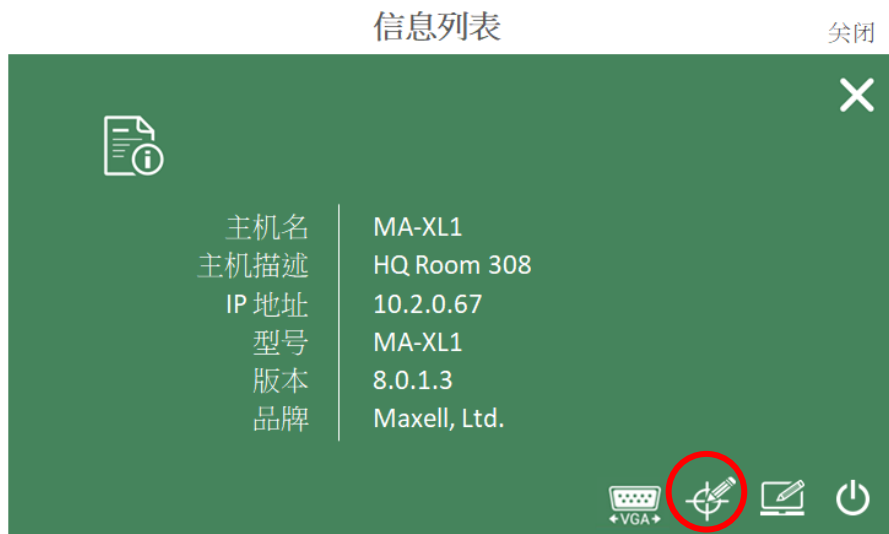 信息列表
关闭
主机名 MA-XL1
主机描述 HQ Room 308
IP 地址 10.2.0.67
型号 MA-XL1
版本 8.0.1.3
品牌 Maxell, Ltd.
VGA